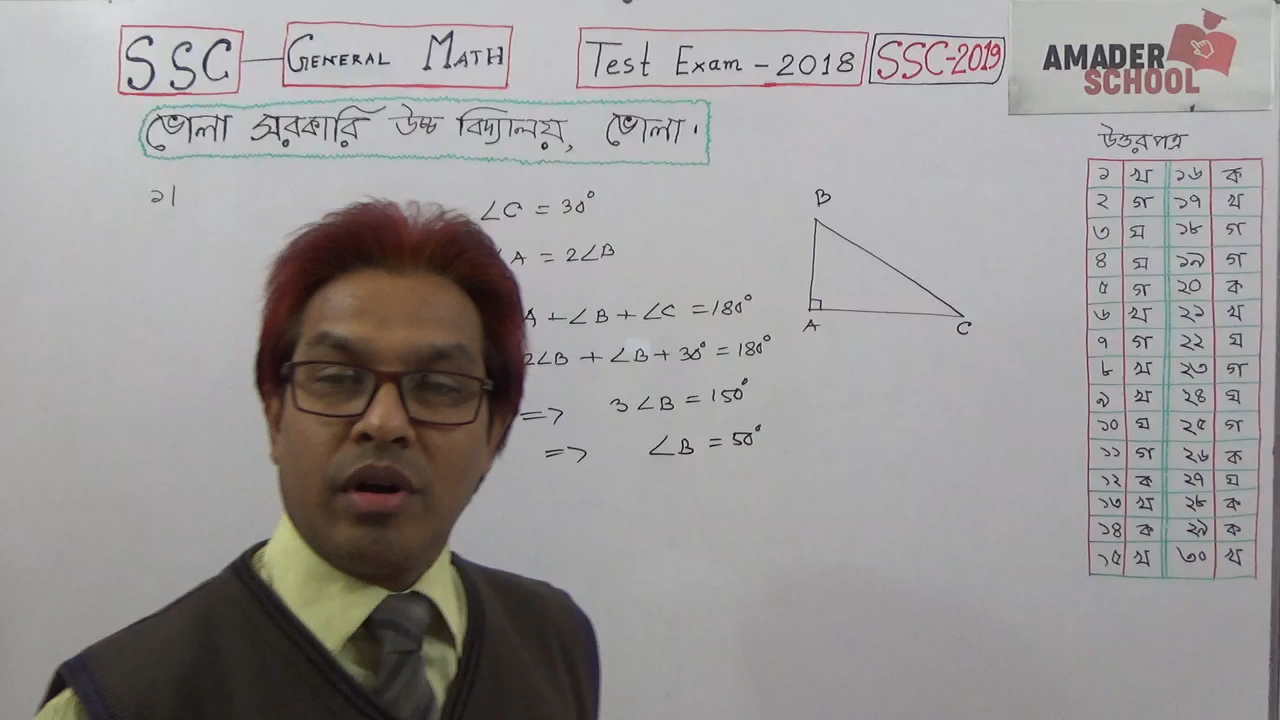 SSC GENERAL MATH Test Exam - 2018 SSC-2019
AMADER
SCHOOL
ভোলা সরকারি উচ্চ বিদ্যালয়, ভোলা।
১।
∠C = 30°
A = 2∠B
A + ∠B + ∠C = 180°
2∠B + ∠B + 30° = 180°
=> 3∠B = 150°
=> ∠B = 50°
B
A
C
উত্তরপত্র
১ খ ১৬ ক
২ গ ১৭ খ
৩ ঘ ১৮ গ
৪ ঘ ১৯ গ
৫ গ ২০ ক
৬ খ ২১ খ
৭ গ ২২ ঘ
৮ খ ২৩ গ
৯ খ ২৪ ঘ
১০ ঘ ২৫ গ
১১ গ ২৬ ক
১২ ক ২৭ ঘ
১৩ খ ২৮ ক
১৪ ক ২৯ ক
১৫ খ ৩০ খ